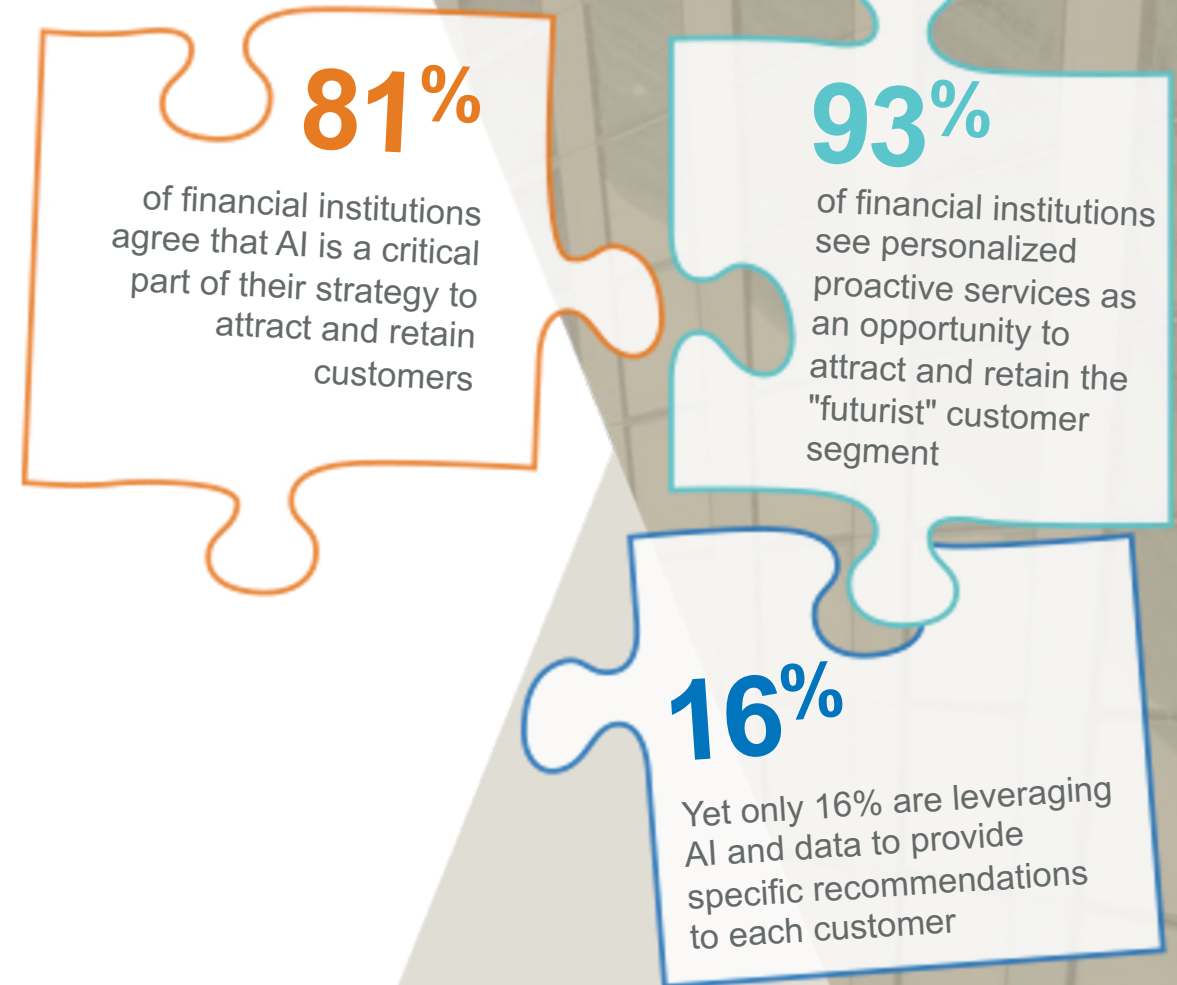 81%
of financial institutions
agree that AI is a critical
part of their strategy to
attract and retain
customers
93%
of financial institutions
see personalized
proactive services as
an opportunity to
attract and retain the
"futurist" customer
segment
16%
Yet only 16% are leveraging
AI and data to provide
specific recommendations
to each customer